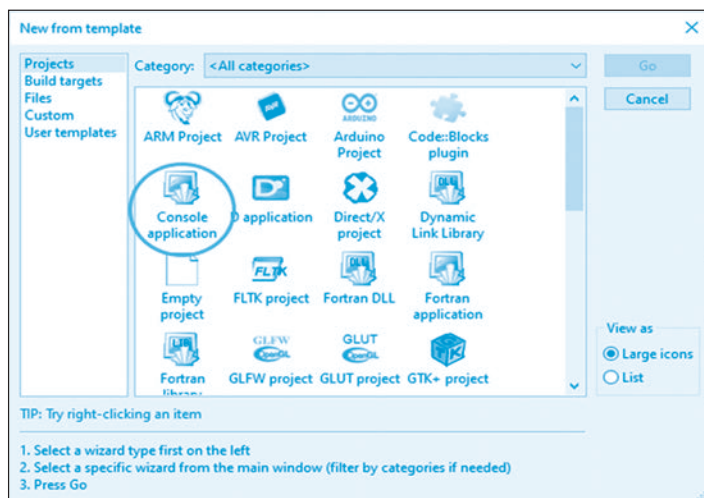 New from template
Projects
Build targets
Files
Custom
User templates
Category: <All categories>
Go
Cancel
ARM Project
AVR Project
ARDUINO
Arduino
Project
Code::Blocks
plugin
Console
application
D application
Direct/X
project
DLL
Dynamic
Link Library
Empty
project
FLTK
FLTK project
DLL
Fortran DLL
Fortran
application
LIB
Fortran
library
GLFW
OpenGL
GLFW project
GLUT
OpenGL
GLUT project
GTK
GTK+ project
View as
Large icons
List
TIP: Try right-clicking an item
1. Select a wizard type first on the left
2. Select a specific wizard from the main window (filter by categories if needed)
3. Press Go